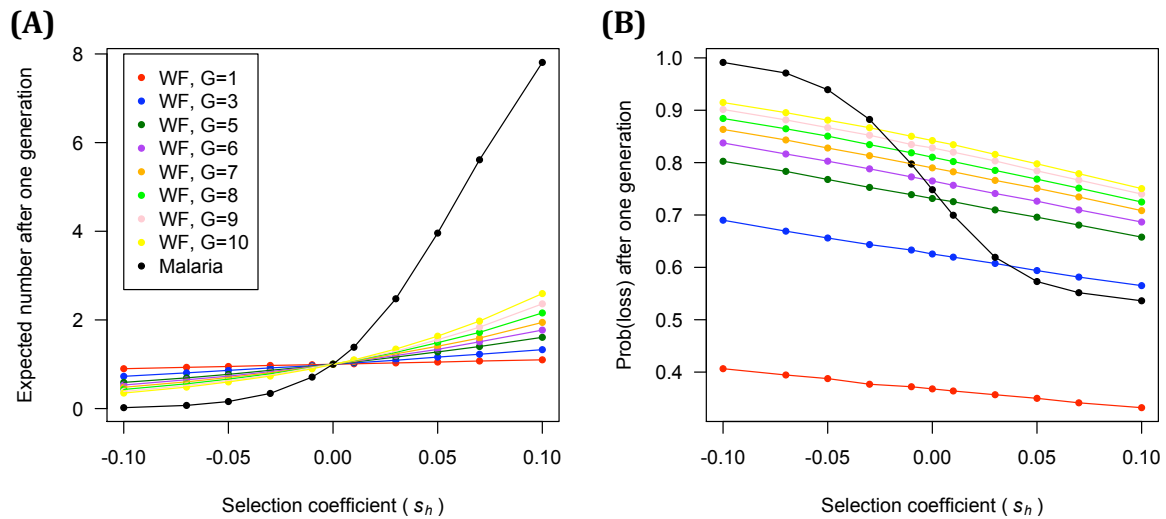 (A)
Expected number after one generation
8
6
4
2
0
WF, G=1
WF, G=3
WF, G=5
WF, G=6
WF, G=7
WF, G=8
WF, G=9
WF, G=10
Malaria
-0.10
-0.05
0.00
0.05
0.10
Selection coefficient ( s_h )
(B)
Prob(loss) after one generation
1.0
0.9
0.8
0.7
0.6
0.5
0.4
-0.10
-0.05
0.00
0.05
0.10
Selection coefficient ( s_h )